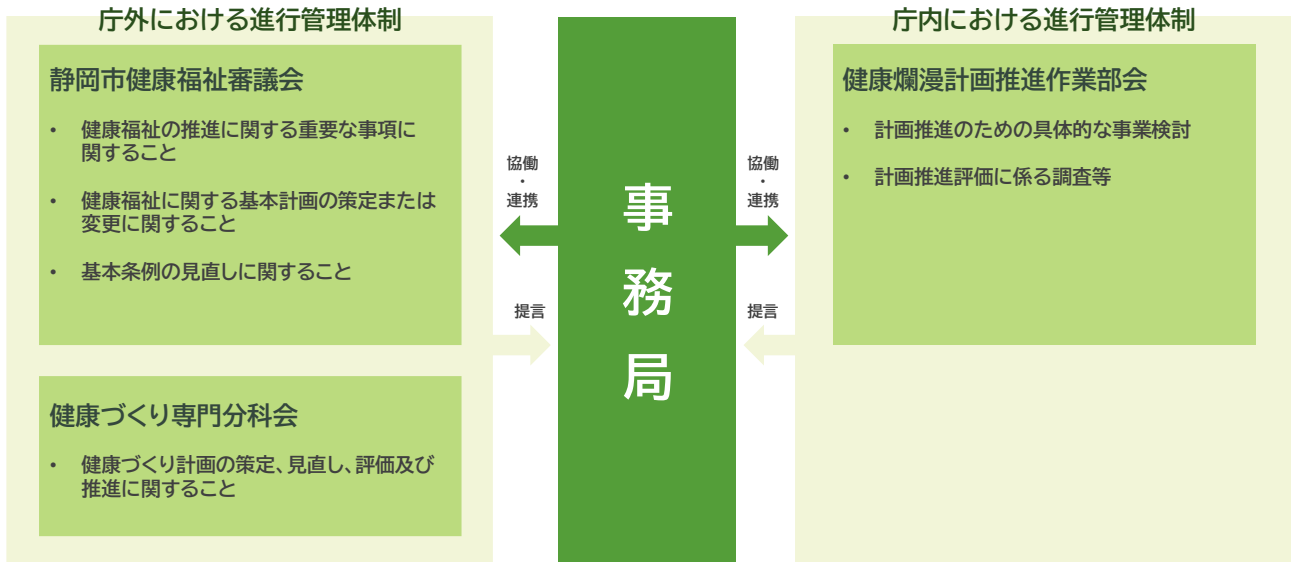 庁外における進行管理体制
静岡市健康福祉審議会
• 健康福祉の推進に関する重要な事項に
関すること
• 健康福祉に関する基本計画の策定または
変更に関すること
• 基本条例の見直しに関すること
健康づくり専門分科会
• 健康づくり計画の策定、見直し、評価及び
推進に関すること
協働
・
連携
提言
事
務
局
協働
・
連携
提言
庁内における進行管理体制
健康爛漫計画推進作業部会
• 計画推進のための具体的な事業検討
• 計画推進評価に係る調査等